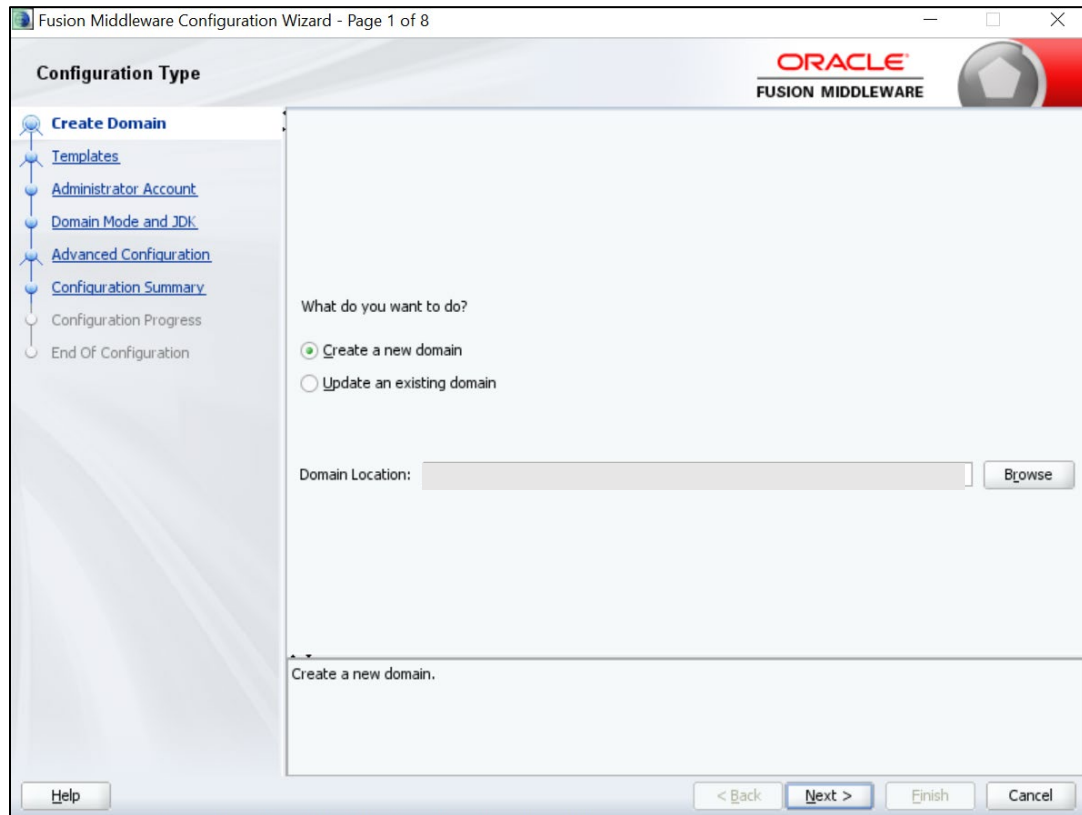 Fusion Middleware Configuration Wizard - Page 1 of 8
Configuration Type
ORACLE
FUSION MIDDLEWARE
Create Domain
Templates
Administrator Account
Domain Mode and JDK
Advanced Configuration
Configuration Summary
Configuration Progress
End Of Configuration
What do you want to do?
Create a new domain
Update an existing domain
Domain Location:
Browse
Create a new domain.
Help
< Back
Next >
Finish
Cancel